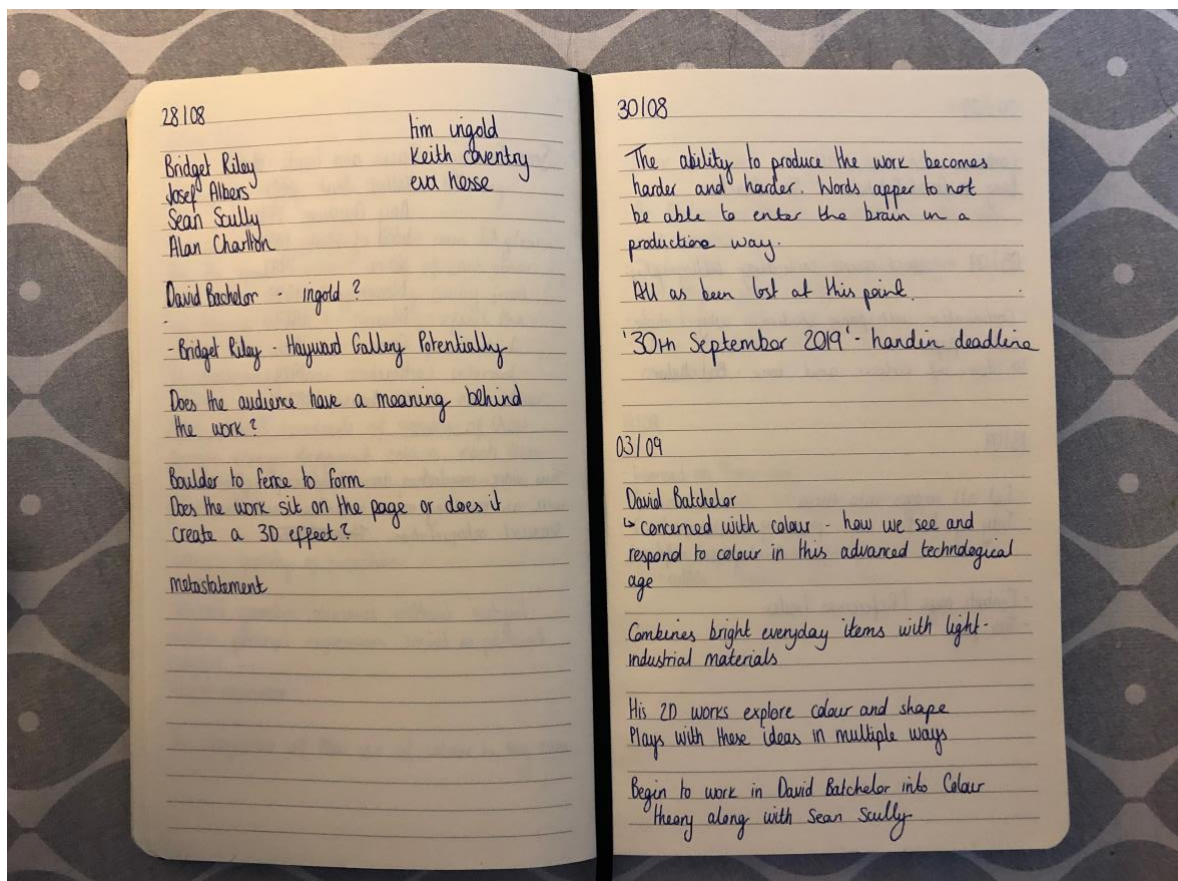 28/08
tim ingold
Keith coventry
eva hesse
Bridget Riley
Josef Albers
Sean Scully
Alan Charlton
David Bachelor - ingold ?
- Bridget Riley - Hayward Gallery Potentially
Does the audience have a meaning behind
the work?
Boulder to fence to form
Does the work sit on the page or does it
create a 3D effect?
metastatement
30/08
The ability to produce the work becomes
harder and harder. Words apper to not
be able to enter the brain in a
productive way.
All as been lost at this point.
'30th September 2019' - handin deadline
03/09
David Batchelor
↳ concerned with colour - how we see and
respond to colour in this advanced technological
age
Combines bright everyday items with light-
industrial materials
His 2D works explore colour and shape
Plays with these ideas in multiple ways
Begin to work in David Batchelor into Colour
theory along with Sean Scully